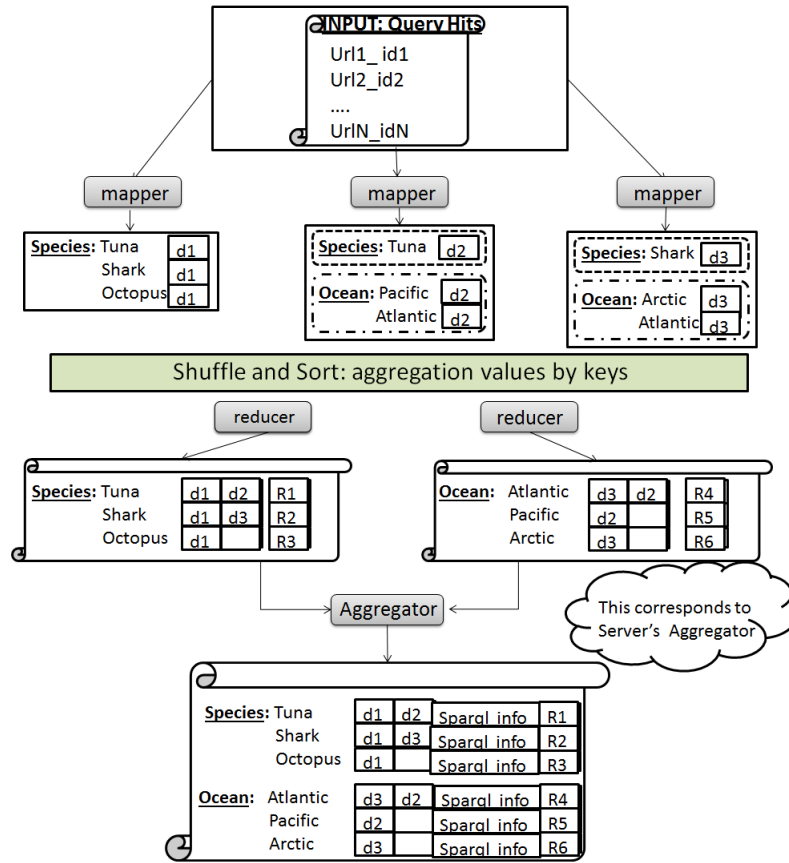 INPUT: Query Hits
Url1_ id1
Url2_id2
....
UrlN_idN
mapper
mapper
mapper
Species: Tuna d1
Shark d1
Octopus d1
Species: Tuna d2
Ocean: Pacific d2
Atlantic d2
Species: Shark d3
Ocean: Arctic d3
Atlantic d3
Shuffle and Sort: aggregation values by keys
reducer
reducer
Species: Tuna d1 d2 R1
Shark d1 d3 R2
Octopus d1 R3
Ocean: Atlantic d3 d2 R4
Pacific d2 R5
Arctic d3 R6
Aggregator
This corresponds to
Server's Aggregator
Species: Tuna d1 d2 Sparql_info R1
Shark d1 d3 Sparql_info R2
Octopus d1 Sparql_info R3
Ocean: Atlantic d3 d2 Sparql_info R4
Pacific d2 Sparql_info R5
Arctic d3 Sparql_info R6